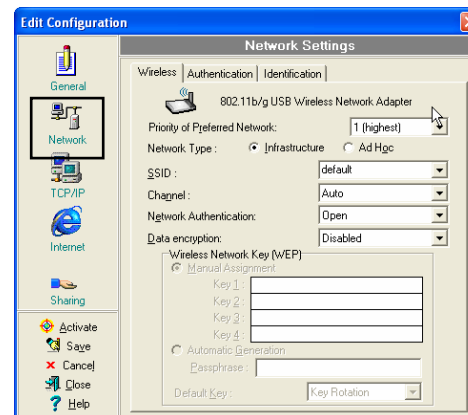 Edit Configuration
Network Settings
General
Network
TCP/IP
Internet
Sharing
Activate
Save
Cancel
Close
Help
Wireless
Authentication
Identification
802.11b/g USB Wireless Network Adapter
Priority of Preferred Network: 1 (highest)
Network Type : Infrastructure Ad Hoc
SSID : default
Channel : Auto
Network Authentication: Open
Data encryption: Disabled
Wireless Network Key (WEP)
Manual Assignment
Key 1 :
Key 2 :
Key 3 :
Key 4 :
Automatic Generation
Passphrase :
Default Key : Key Rotation